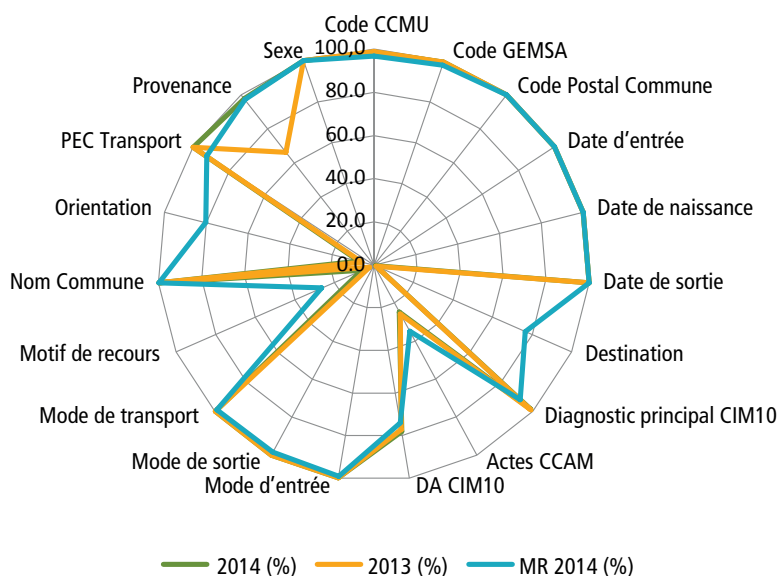 Code CCMU
100,0
Code GEMSA
Sexe
Code Postal Commune
Provenance
80.0
PEC Transport
Date d'entrée
60.0
40.0
Orientation
Date de naissance
20.0
0.0
Nom Commune
Date de sortie
Motif de recours
Destination
Mode de transport
Diagnostic principal CIM10
Mode de sortie
Actes CCAM
Mode d'entrée
DA CIM10
2014 (%)
2013 (%)
MR 2014 (%)